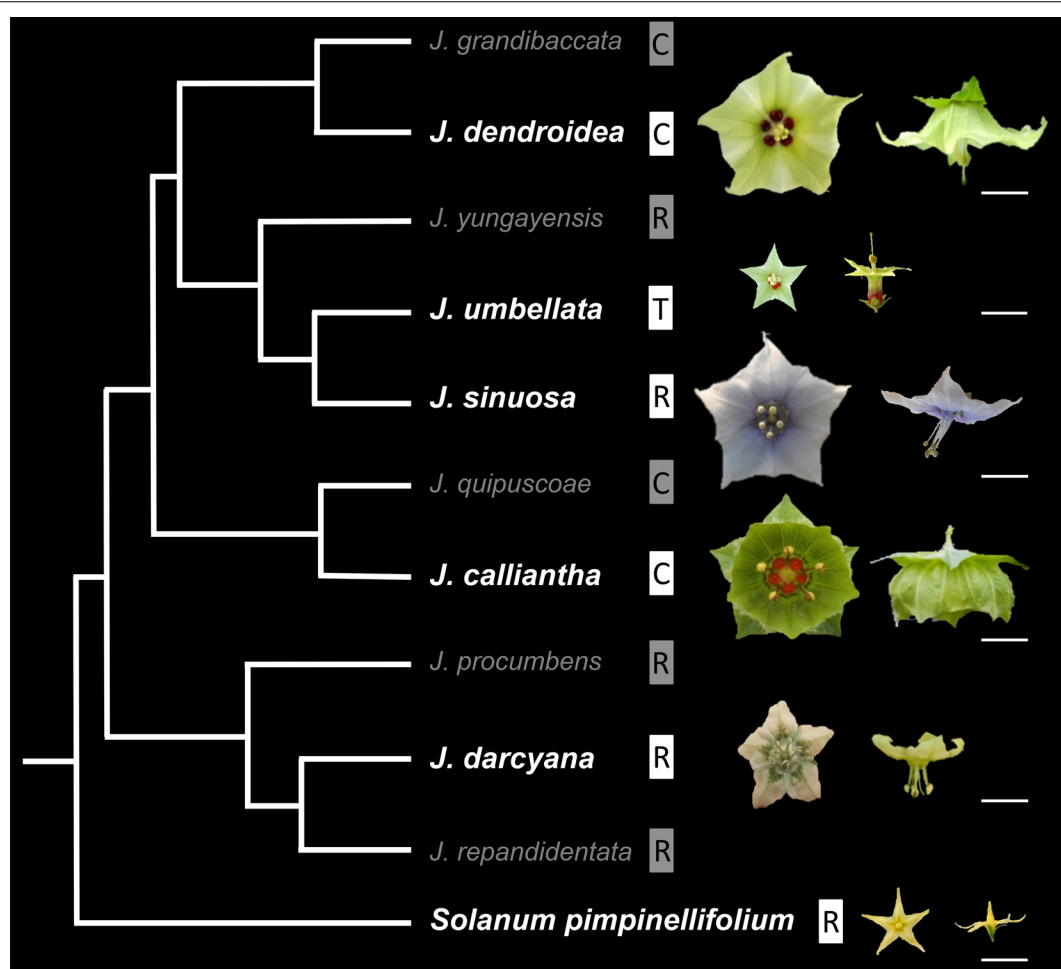 J. grandibaccata C
J. dendroidea C
J. yungayensis R
J. umbellata T
J. sinuosa R
J. quipuscoae C
J. calliantha C
J. procumbens R
J. darcyana R
J. repandidentata R
Solanum pimpinellifolium R